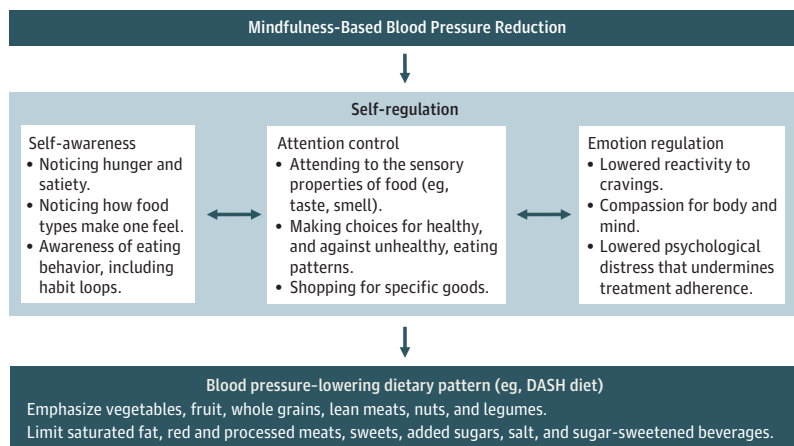 Mindfulness-Based Blood Pressure Reduction
Self-regulation
Self-awareness
• Noticing hunger and
satiety.
• Noticing how food
types make one feel.
• Awareness of eating
behavior, including
habit loops.
Attention control
• Attending to the sensory
properties of food (eg,
taste, smell).
• Making choices for healthy,
and against unhealthy, eating
patterns.
• Shopping for specific goods.
Emotion regulation
• Lowered reactivity to
cravings.
• Compassion for body and
mind.
• Lowered psychological
distress that undermines
treatment adherence.
Blood pressure-lowering dietary pattern (eg, DASH diet)
Emphasize vegetables, fruit, whole grains, lean meats, nuts, and legumes.
Limit saturated fat, red and processed meats, sweets, added sugars, salt, and sugar-sweetened beverages.